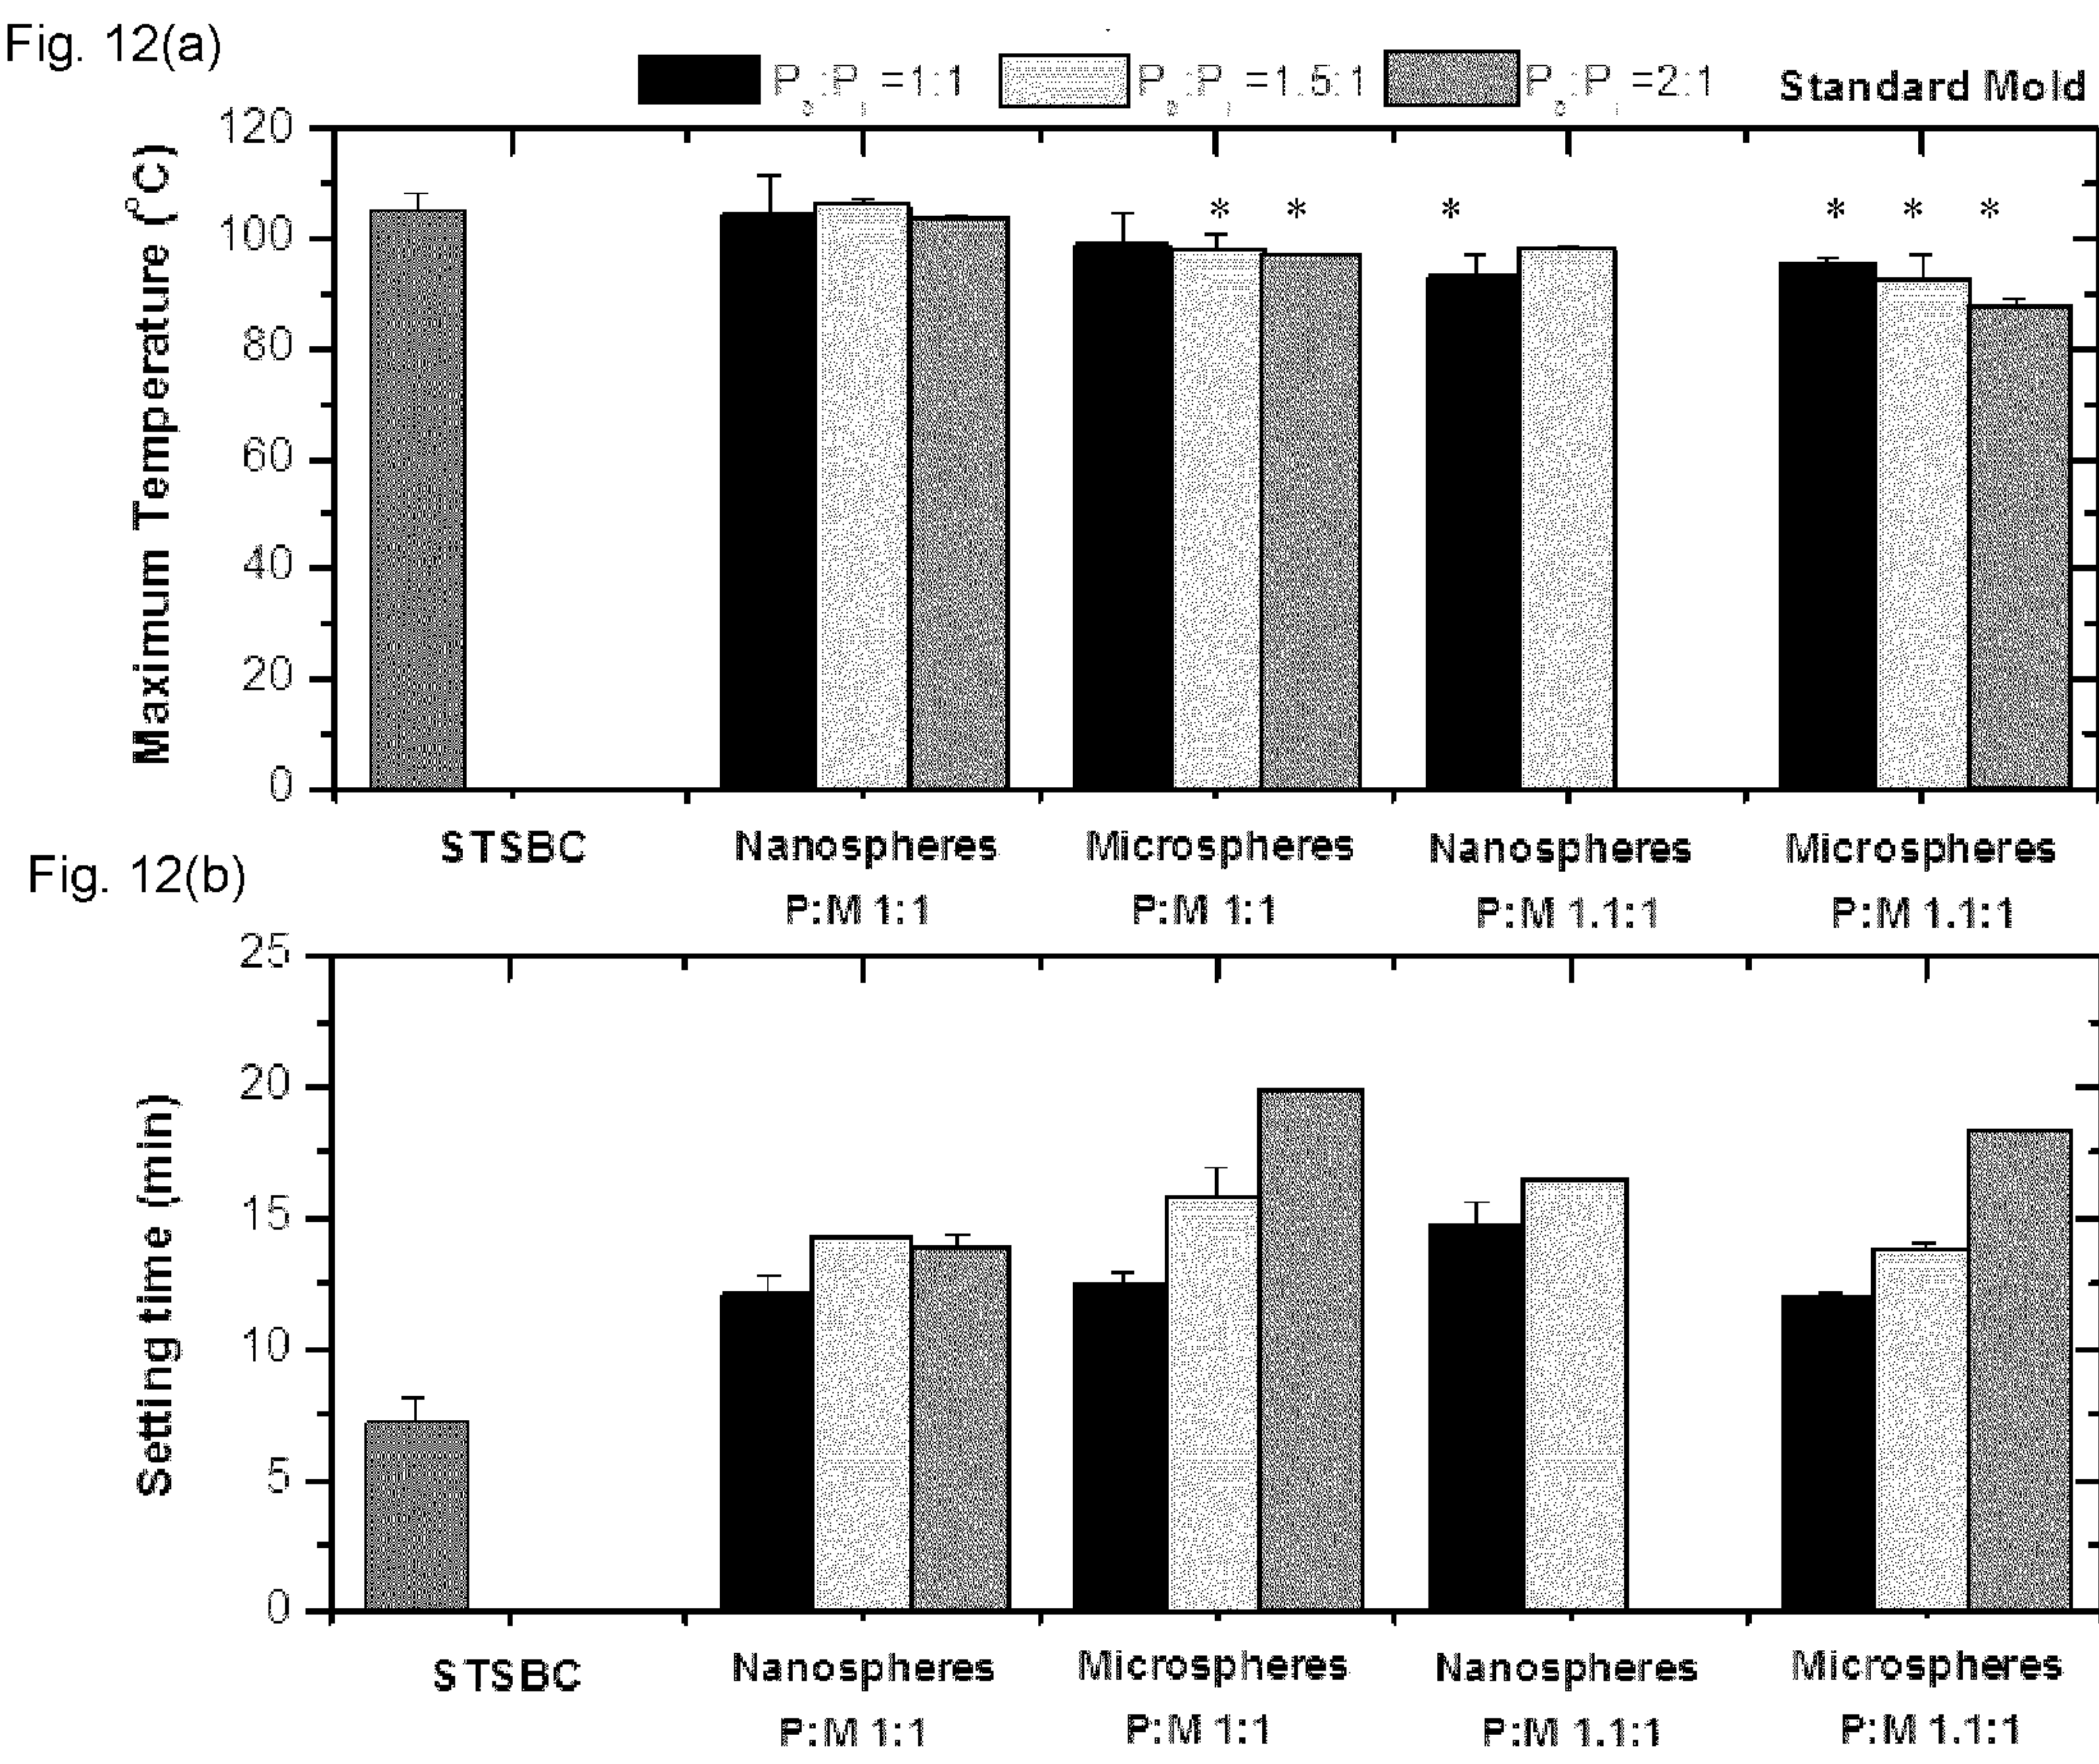 Fig. 12(a)
P :P =1:1 P :P =1.5:1 P :P =2:1 Standard Mold
Maximum Temperature (°C)
120
100
80
60
40
20
0
* * * * * *
STSBC Nanospheres Microspheres Nanospheres Microspheres
P:M 1:1 P:M 1:1 P:M 1.1:1 P:M 1.1:1
Fig. 12(b)
Setting time (min)
25
20
15
10
5
0
STSBC Nanospheres Microspheres Nanospheres Microspheres
P:M 1:1 P:M 1:1 P:M 1.1:1 P:M 1.1:1